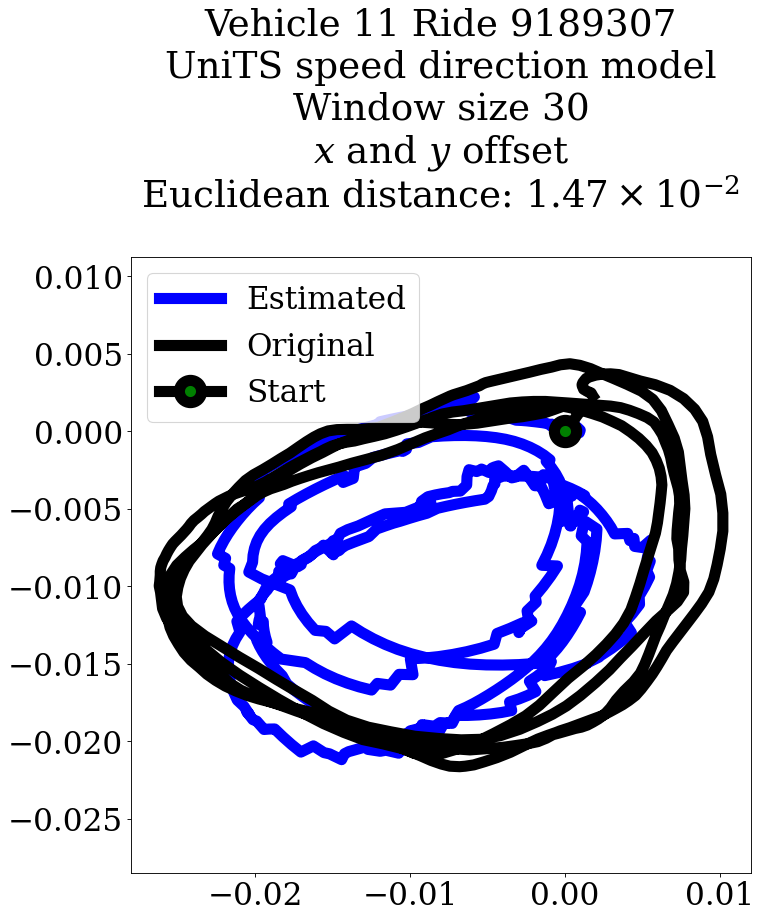 Vehicle 11 Ride 9189307
UniTS speed direction model
Window size 30
x and y offset
Euclidean distance: 1.47 × 10⁻²
0.010
Estimated
0.005
Original
Start
0.000
−0.005
−0.010
−0.015
−0.020
−0.025
−0.02 −0.01 0.00 0.01